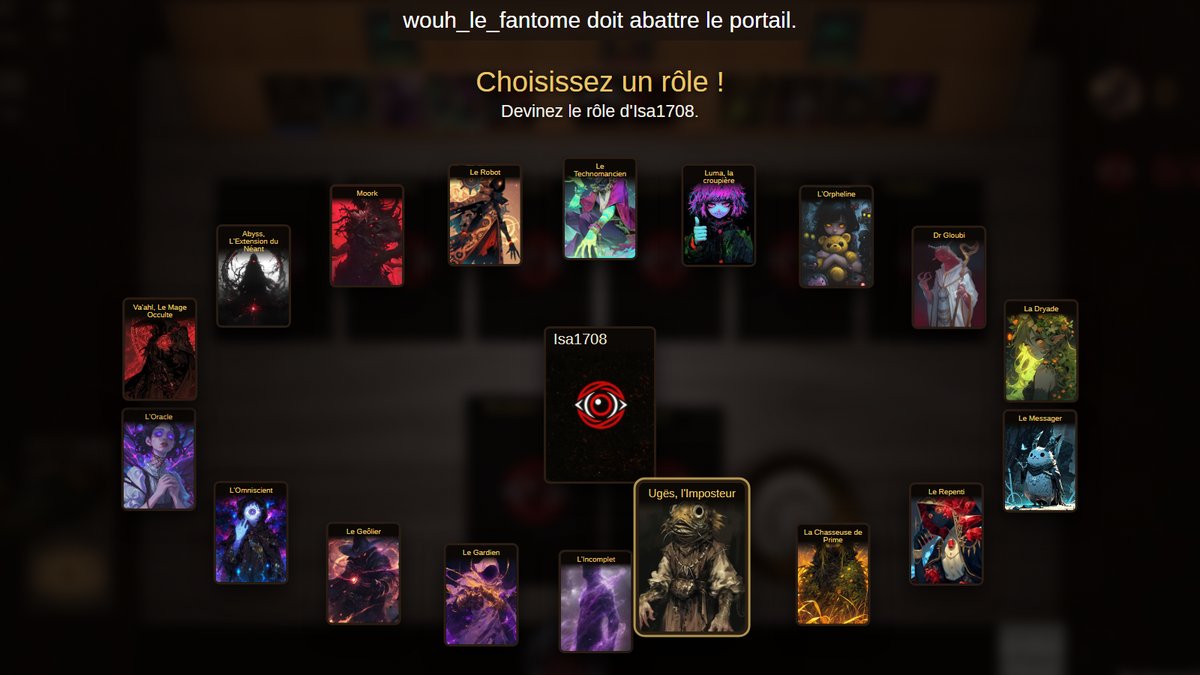 wouh_le_fantome doit abattre le portail.
Choisissez un rôle !
Devinez le rôle d'Isa1708.
Le Robot
Le
Technomancien
Luma, la
croupière
Moork
L'Orpheline
Abyss,
L'Extension du
Néant
Dr Gloubi
Va'ahl, Le Mage
Occulte
La Dryade
Isa1708
L'Oracle
Le Messager
L'Omniscient
Ugès, l'Imposteur
Le Repenti
Le Geôlier
La Chasseuse de
Prime
Le Gardien
L'Incomplet